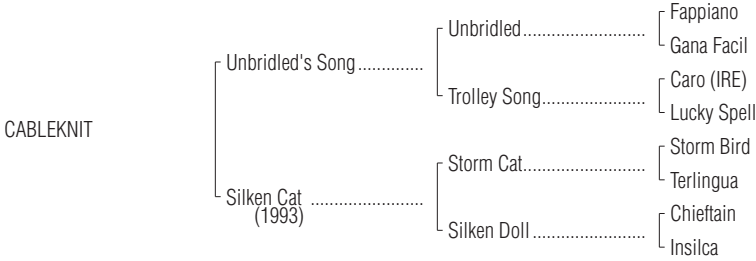 Fappiano
Unbridled..........................
Gana Facil
Unbridled's Song..............
Caro (IRE)
Trolley Song......................
Lucky Spell
CABLEKNIT
Storm Bird
Storm Cat..........................
Terlingua
Silken Cat ........................
(1993)
Chieftain
Silken Doll ........................
Insilca